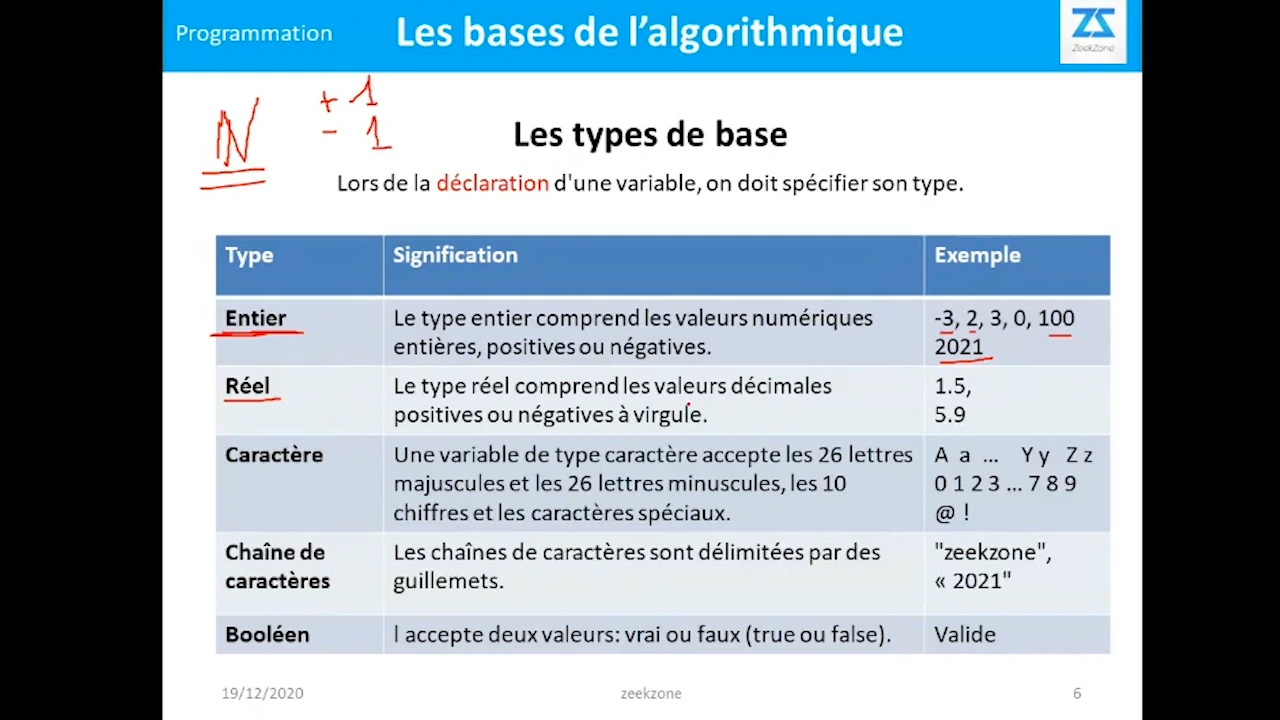 Programmation
Les bases de l'algorithmique
ZS
ZeekZone
N
+ 1
- 1
Les types de base
Lors de la déclaration d'une variable, on doit spécifier son type.
Type Signification Exemple
Entier Le type entier comprend les valeurs numériques -3, 2, 3, 0, 100
entières, positives ou négatives. 2021
Réel Le type réel comprend les valeurs décimales 1.5,
positives ou négatives à virgule. 5.9
Caractère Une variable de type caractère accepte les 26 lettres A a ... Y y Z z
majuscules et les 26 lettres minuscules, les 10 0 1 2 3 ... 7 8 9
chiffres et les caractères spéciaux. @ !
Chaîne de Les chaînes de caractères sont délimitées par des "zeekzone",
caractères guillemets. « 2021"
Booléen l accepte deux valeurs: vrai ou faux (true ou false). Valide
19/12/2020 zeekzone 6